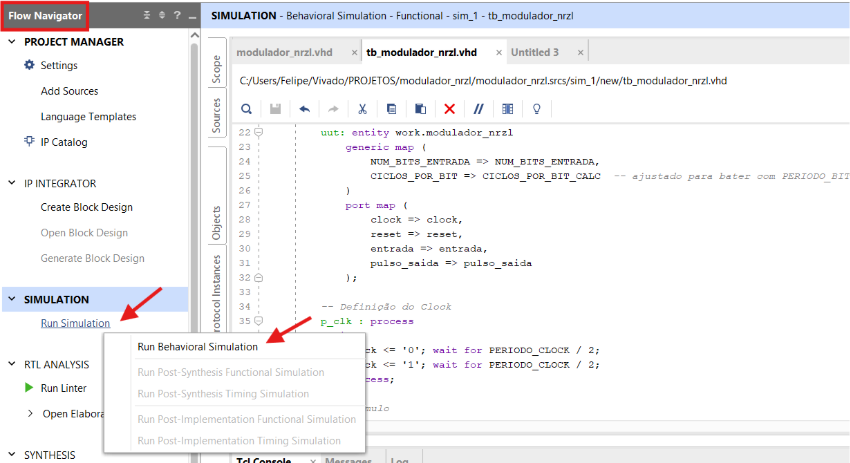 Flow Navigator
PROJECT MANAGER
Settings
Add Sources
Language Templates
IP Catalog
IP INTEGRATOR
Create Block Design
Open Block Design
Generate Block Design
SIMULATION
Run Simulation
RTL ANALYSIS
Run Linter
Open Elabora
SYNTHESIS
Run Behavioral Simulation
Run Post-Synthesis Functional Simulation
Run Post-Synthesis Timing Simulation
Run Post-Implementation Functional Simulation
Run Post-Implementation Timing Simulation
SIMULATION - Behavioral Simulation - Functional - sim_1 - tb_modulador_nrzl
Scope
Sources
Objects
Protocol Instances
modulador_nrzl.vhd
tb_modulador_nrzl.vhd
Untitled 3
C:/Users/Felipe/Vivado/PROJETOS/modulador_nrzl/modulador_nrzl.srcs/sim_1/new/tb_modulador_nrzl.vhd
22 uut: entity work.modulador_nrzl
23 generic map (
24 NUM_BITS_ENTRADA => NUM_BITS_ENTRADA,
25 CICLOS_POR_BIT => CICLOS_POR_BIT_CALC -- ajustado para bater com PERIODO_BIT
26 )
27 port map (
28 clock => clock,
29 reset => reset,
30 entrada => entrada,
31 pulso_saida => pulso_saida
32 );
33
34 -- Definição do Clock
35 p_clk : process
ck <= '0'; wait for PERIODO_CLOCK / 2;
ck <= '1'; wait for PERIODO_CLOCK / 2;
cess;
mulo
Tcl Console
Messages
Log